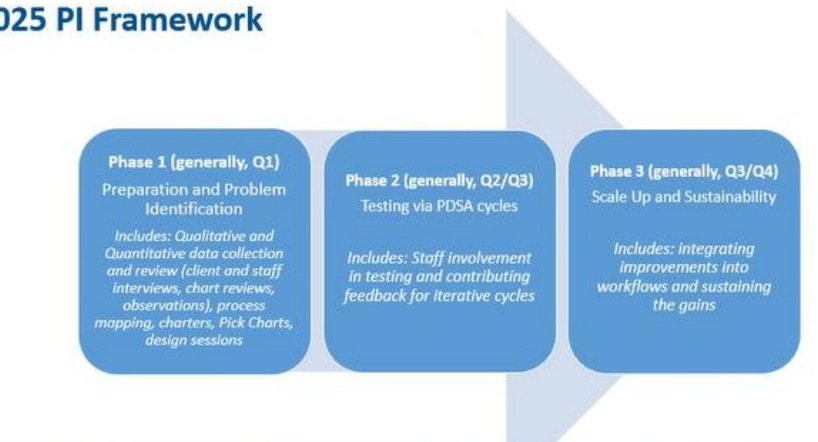 025 PI Framework
Phase 1 (generally, Q1)
Preparation and Problem
Identification
Includes: Qualitative and
Quantitative data collection
and review (client and staff
interviews, chart reviews,
observations), process
mapping, charters, Pick Charts,
design sessions
Phase 2 (generally, Q2/Q3)
Testing via PDSA cycles
Includes: Staff involvement
in testing and contributing
feedback for iterative cycles
Phase 3 (generally, Q3/Q4)
Scale Up and Sustainability
Includes: integrating
improvements into
workflows and sustaining
the gains